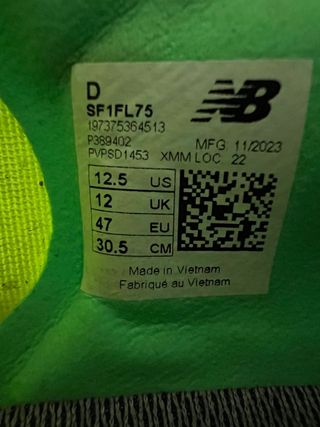 D
SF1FL75
NB
197375364513
P389402
MFG. 11/2023
PVPSD1453 XMM LOC. 22
12.5 US
12 UK
47 EU
30.5 CM
Made in Vietnam
Fabriqué au Vietnam